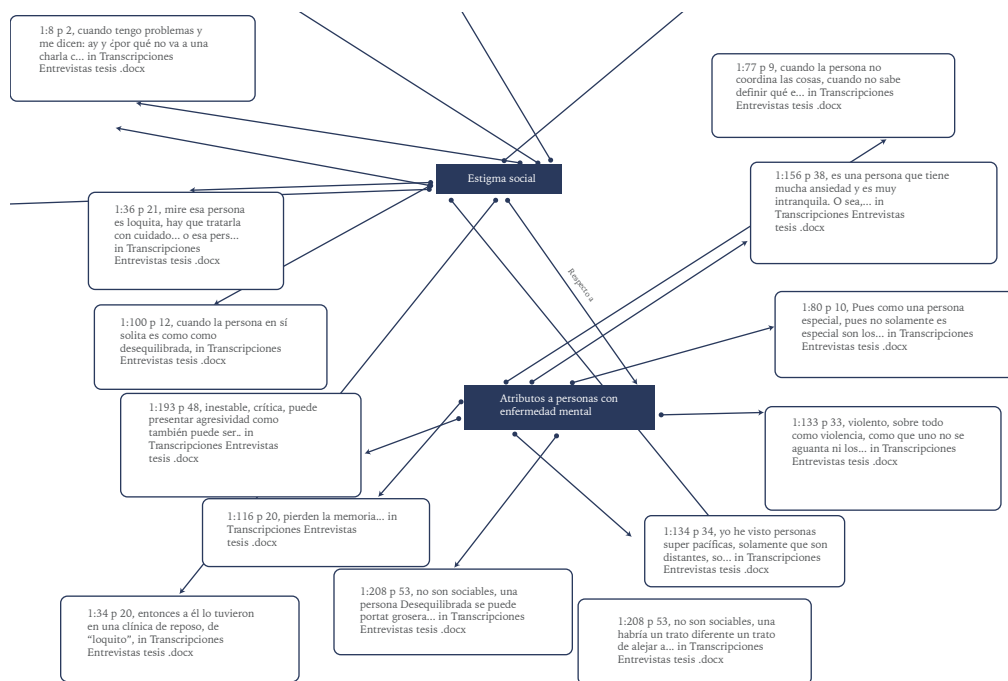 1:8 p 2, cuando tengo problemas y
me dicen: ay y ¿por qué no va a una
charla c... in Transcripciones
Entrevistas tesis .docx
1:77 p 9, cuando la persona no
coordina las cosas, cuando no sabe
definir qué e... in Transcripciones
Entrevistas tesis .docx
Estigma social
1:156 p 38, es una persona que tiene
mucha ansiedad y es muy
intranquila. O sea,... in
Transcripciones Entrevistas
tesis .docx
1:36 p 21, mire esa persona
es loquita, hay que tratarla
con cuidado... o esa pers...
in Transcripciones
Entrevistas tesis .docx
Respecto a
1:100 p 12, cuando la persona en sí
solita es como como
desequilibrada, in Transcripciones
Entrevistas tesis .docx
1:80 p 10, Pues como una persona
especial, pues no solamente es
especial son los... in Transcripciones
Entrevistas tesis .docx
Atributos a personas con
enfermedad mental
1:193 p 48, inestable, crítica, puede
presentar agresividad como
también puede ser.. in
Transcripciones Entrevistas
tesis .docx
1:133 p 33, violento, sobre todo
como violencia, como que uno no se
aguanta ni los... in Transcripciones
Entrevistas tesis .docx
1:116 p 20, pierden la memoria... in
Transcripciones Entrevistas
tesis .docx
1:134 p 34, yo he visto personas
super pacíficas, solamente que son
distantes, so... in Transcripciones
Entrevistas tesis .docx
1:34 p 20, entonces a él lo tuvieron
en una clínica de reposo, de
“loquito”, in Transcripciones
Entrevistas tesis .docx
1:208 p 53, no son sociables, una
persona Desequilibrada se puede
portat grosera... in Transcripciones
Entrevistas tesis .docx
1:208 p 53, no son sociables, una
habría un trato diferente un trato
de alejar a... in Transcripciones
Entrevistas tesis .docx